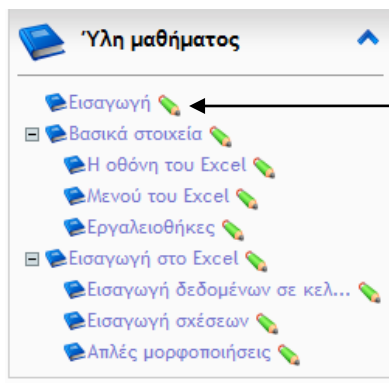 Ύλη μαθήματος
Εισαγωγή
Βασικά στοιχεία
Η οθόνη του Excel
Μενού του Excel
Εργαλειοθήκες
Εισαγωγή στο Excel
Εισαγωγή δεδομένων σε κελ...
Εισαγωγή σχέσεων
Απλές μορφοποιήσεις